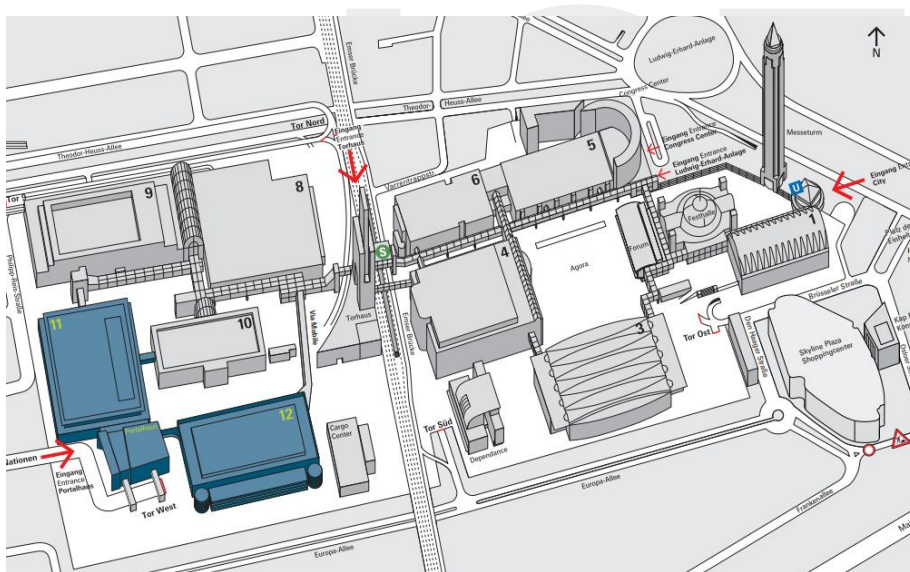 Emser Brücke
Ludwig-Erhard-Anlage
N
Congress Center
Theodor-Heuss-Allee
Tor Nord
Eingang
Entrance
Torhaus
Theodor-Heuss-Allee
Varrentrappstr.
Eingang Entrance
Congress Center
Eingang Entrance
Ludwig-Erhard-Anlage
Messeturm
Eingang
City
U
9
8
6
5
Festhalle
1
Platz der
Einheit
Philipp-Reis-Straße
S
4
Agora
Forum
Brüsseler Straße
11
10
Via Mobile
Torhaus
Emser Brücke
3
Tor Ost
Den Haager Straße
Skyline Plaza
Shoppingcenter
Portalhaus
12
Cargo
Center
Tor Süd
Dependance
Nationen
Eingang
Entrance
Portalhaus
Tor West
Europa-Allee
Frankenallee
Europa-Allee